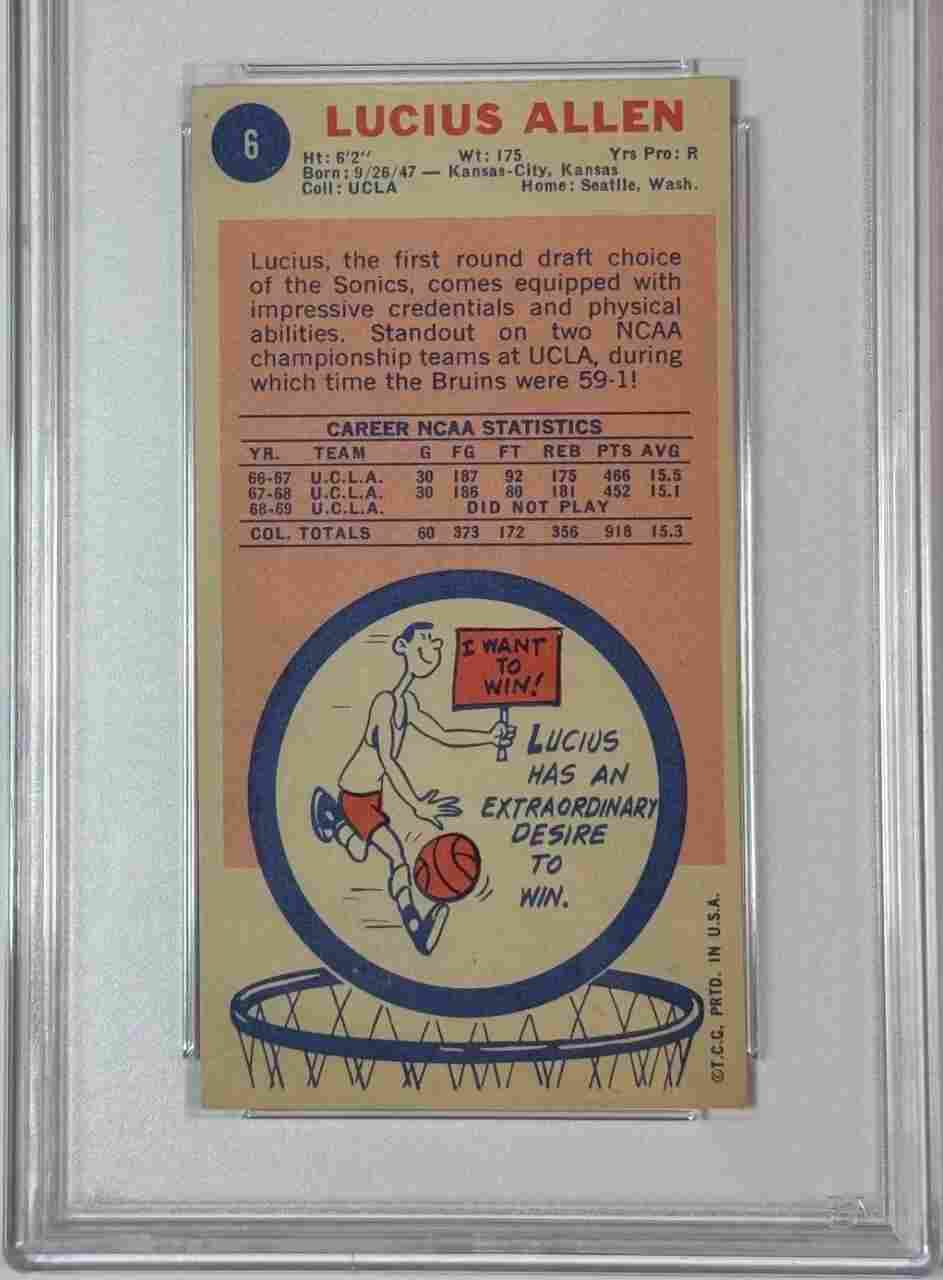 6
LUCIUS ALLEN
Ht: 6'2" Wt: 175 Yrs Pro: R
Born: 9/26/47 — Kansas-City, Kansas
Coll: UCLA Home: Seattle, Wash.
Lucius, the first round draft choice
of the Sonics, comes equipped with
impressive credentials and physical
abilities. Standout on two NCAA
championship teams at UCLA, during
which time the Bruins were 59-1!
CAREER NCAA STATISTICS
YR. TEAM G FG FT REB PTS AVG
66-67 U.C.L.A. 30 187 92 175 466 15.5
67-68 U.C.L.A. 30 186 80 181 452 15.1
68-69 U.C.L.A. DID NOT PLAY
COL. TOTALS 60 373 172 356 918 15.3
I WANT
TO
WIN!
LUCIUS
HAS AN
EXTRAORDINARY
DESIRE
TO
WIN.
©T.C.G. PRTD. IN U.S.A.